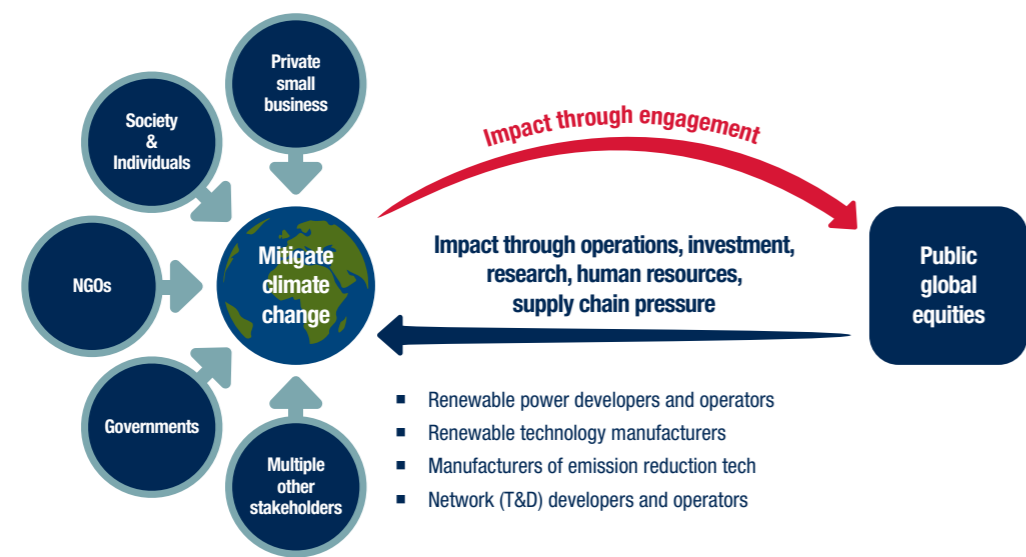 Private
small
business
Society
&
Individuals
NGOs
Governments
Multiple
other
stakeholders
Mitigate
climate
change
Impact through engagement
Impact through operations, investment,
research, human resources,
supply chain pressure
Public
global
equities
▪ Renewable power developers and operators
▪ Renewable technology manufacturers
▪ Manufacturers of emission reduction tech
▪ Network (T&D) developers and operators